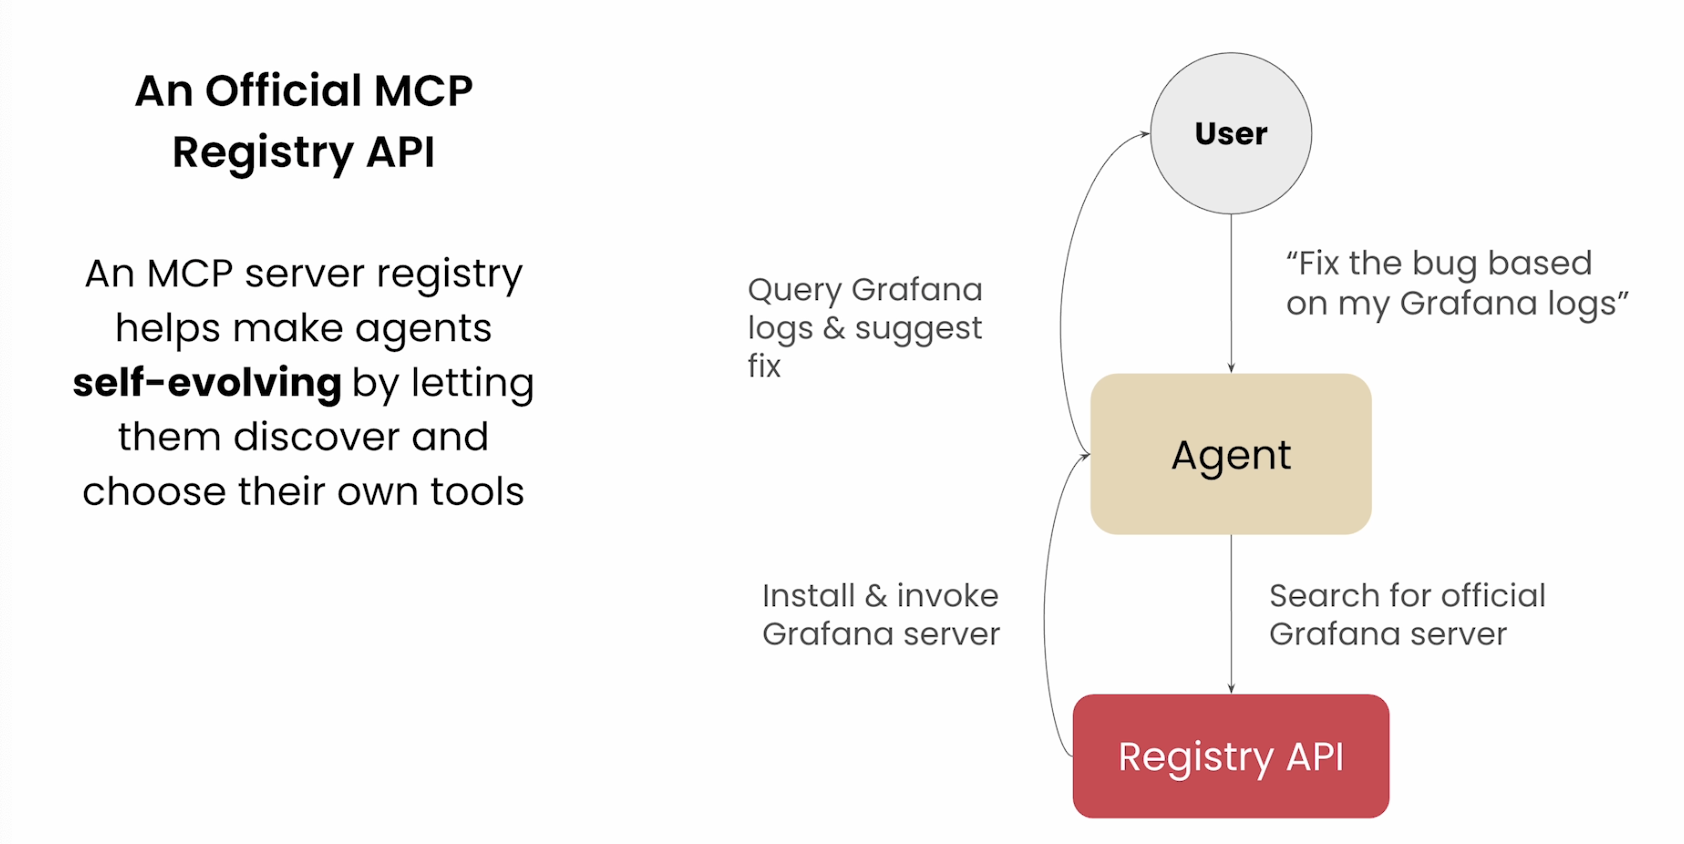 An Official MCP
Registry API
An MCP server registry
helps make agents
self-evolving by letting
them discover and
choose their own tools
User
“Fix the bug based
on my Grafana logs”
Query Grafana
logs & suggest
fix
Agent
Install & invoke
Grafana server
Search for official
Grafana server
Registry API